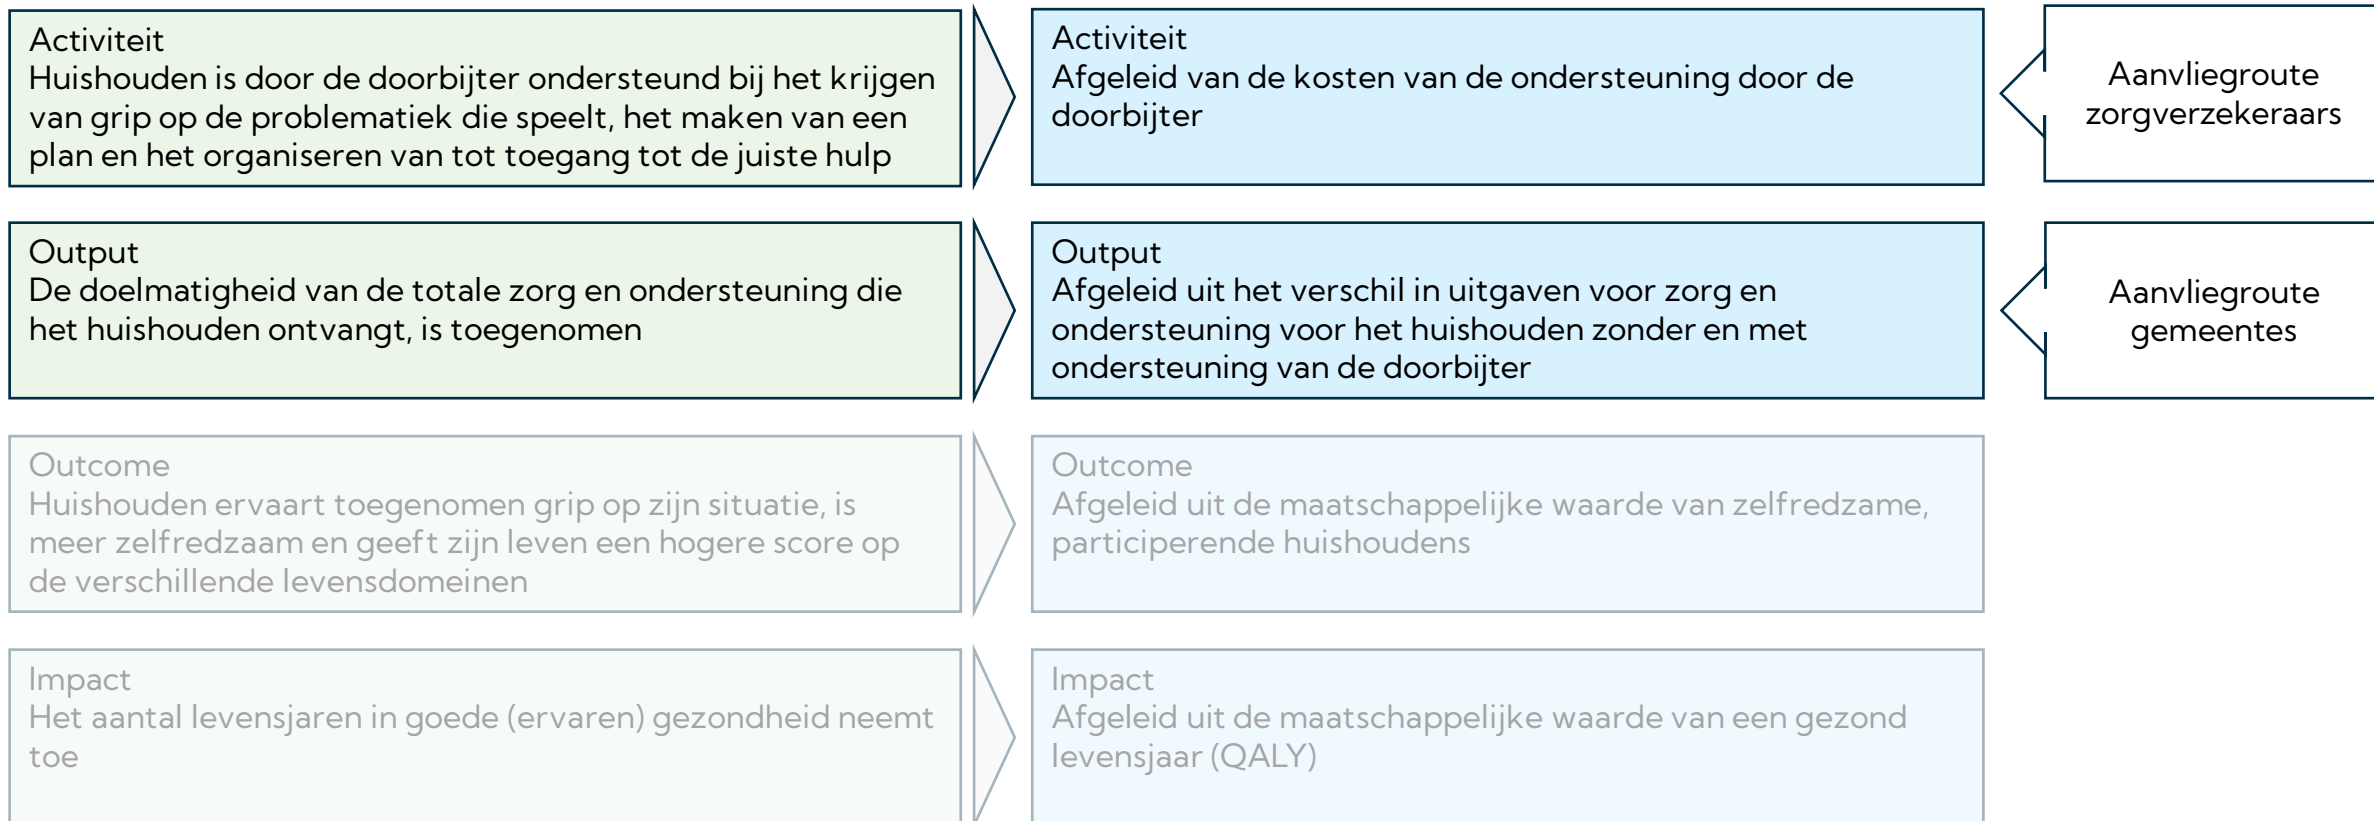 Activiteit
Huishouden is door de doorbijter ondersteund bij het krijgen
van grip op de problematiek die speelt, het maken van een
plan en het organiseren van tot toegang tot de juiste hulp
Activiteit
Afgeleid van de kosten van de ondersteuning door de
doorbijter
Aanvliegroute
zorgverzekeraars
Output
De doelmatigheid van de totale zorg en ondersteuning die
het huishouden ontvangt, is toegenomen
Output
Afgeleid uit het verschil in uitgaven voor zorg en
ondersteuning voor het huishouden zonder en met
ondersteuning van de doorbijter
Aanvliegroute
gemeentes
Outcome
Huishouden ervaart toegenomen grip op zijn situatie, is
meer zelfredzaam en geeft zijn leven een hogere score op
de verschillende levensdomeinen
Outcome
Afgeleid uit de maatschappelijke waarde van zelfredzame,
participerende huishoudens
Impact
Het aantal levensjaren in goede (ervaren) gezondheid neemt
toe
Impact
Afgeleid uit de maatschappelijke waarde van een gezond
levensjaar (QALY)